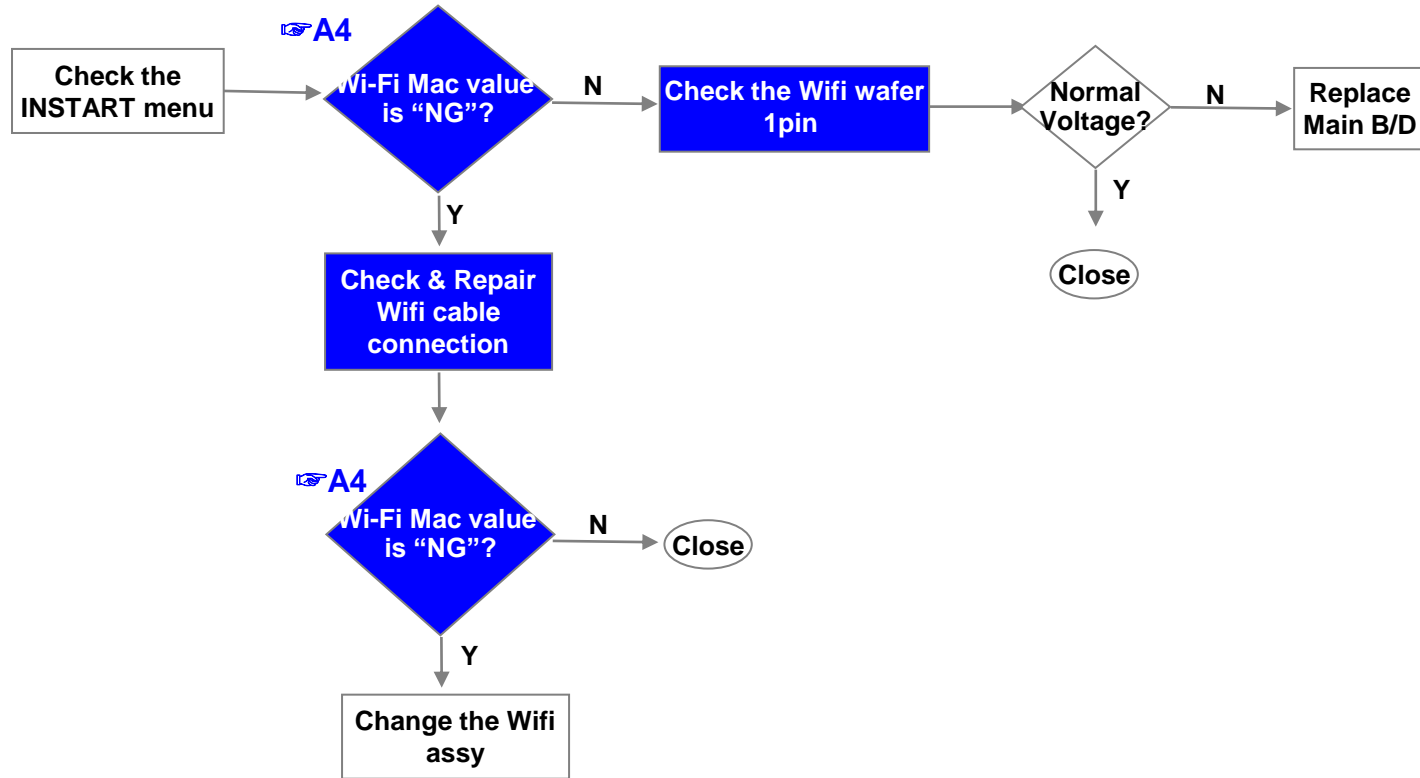 ☞A4
Check the
INSTART menu
Wi-Fi Mac value
is “NG”?
N
Check the Wifi wafer
1pin
Normal
Voltage?
N
Replace
Main B/D
Y
Y
Close
Check & Repair
Wifi cable
connection
☞A4
Wi-Fi Mac value
is “NG”?
N
Close
Y
Change the Wifi
assy